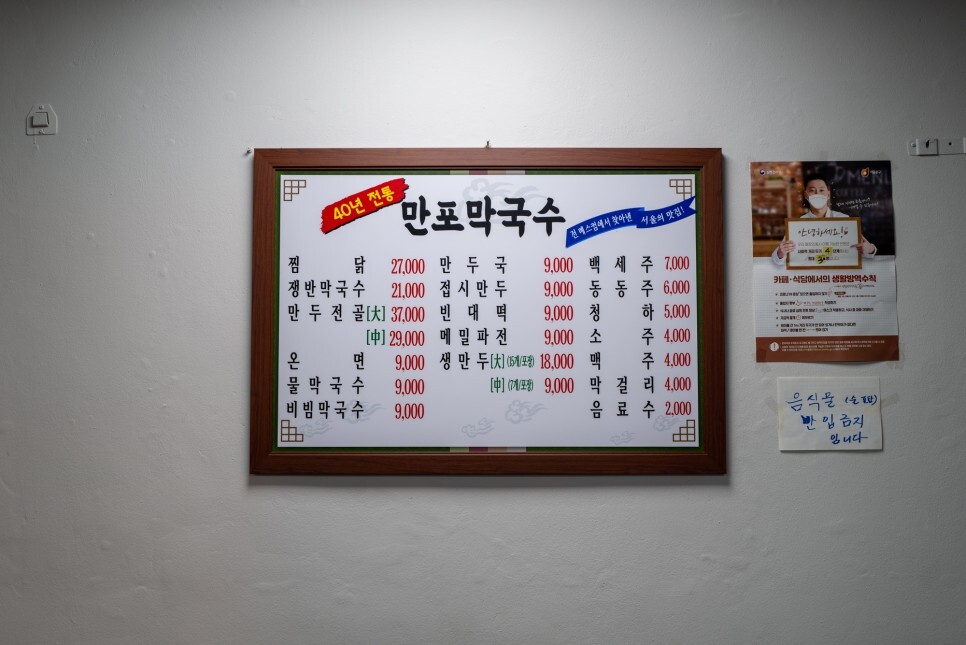 40년 전통
만포막국수
전 매스컴에서 찾아낸 서울의 맛집!
찜닭 27,000
쟁반막국수 21,000
만두전골[大] 37,000
[中] 29,000
온면 9,000
물막국수 9,000
비빔막국수 9,000
만두국 9,000
접시만두 9,000
빈대떡 9,000
메밀파전 9,000
생만두[大](15개/포장) 18,000
[中](7개/포장) 9,000
백세주 7,000
동동주 6,000
청하 5,000
소주 4,000
맥주 4,000
막걸리 4,000
음료수 2,000
안녕하세요!
카페·식당에서의 생활방역수칙
음식물
반입금지
입니다